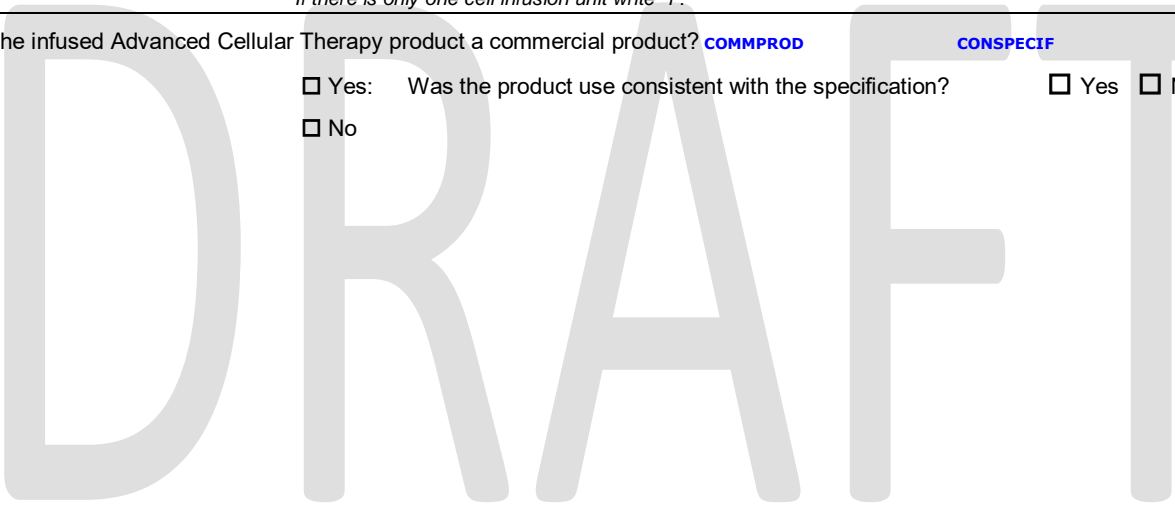 If there is only one cell infusion unit write "1".
he infused Advanced Cellular Therapy product a commercial product? COMMPROD CONSPECIF
☐ Yes: Was the product use consistent with the specification? ☐ Yes ☐
☐ No
DRAFT